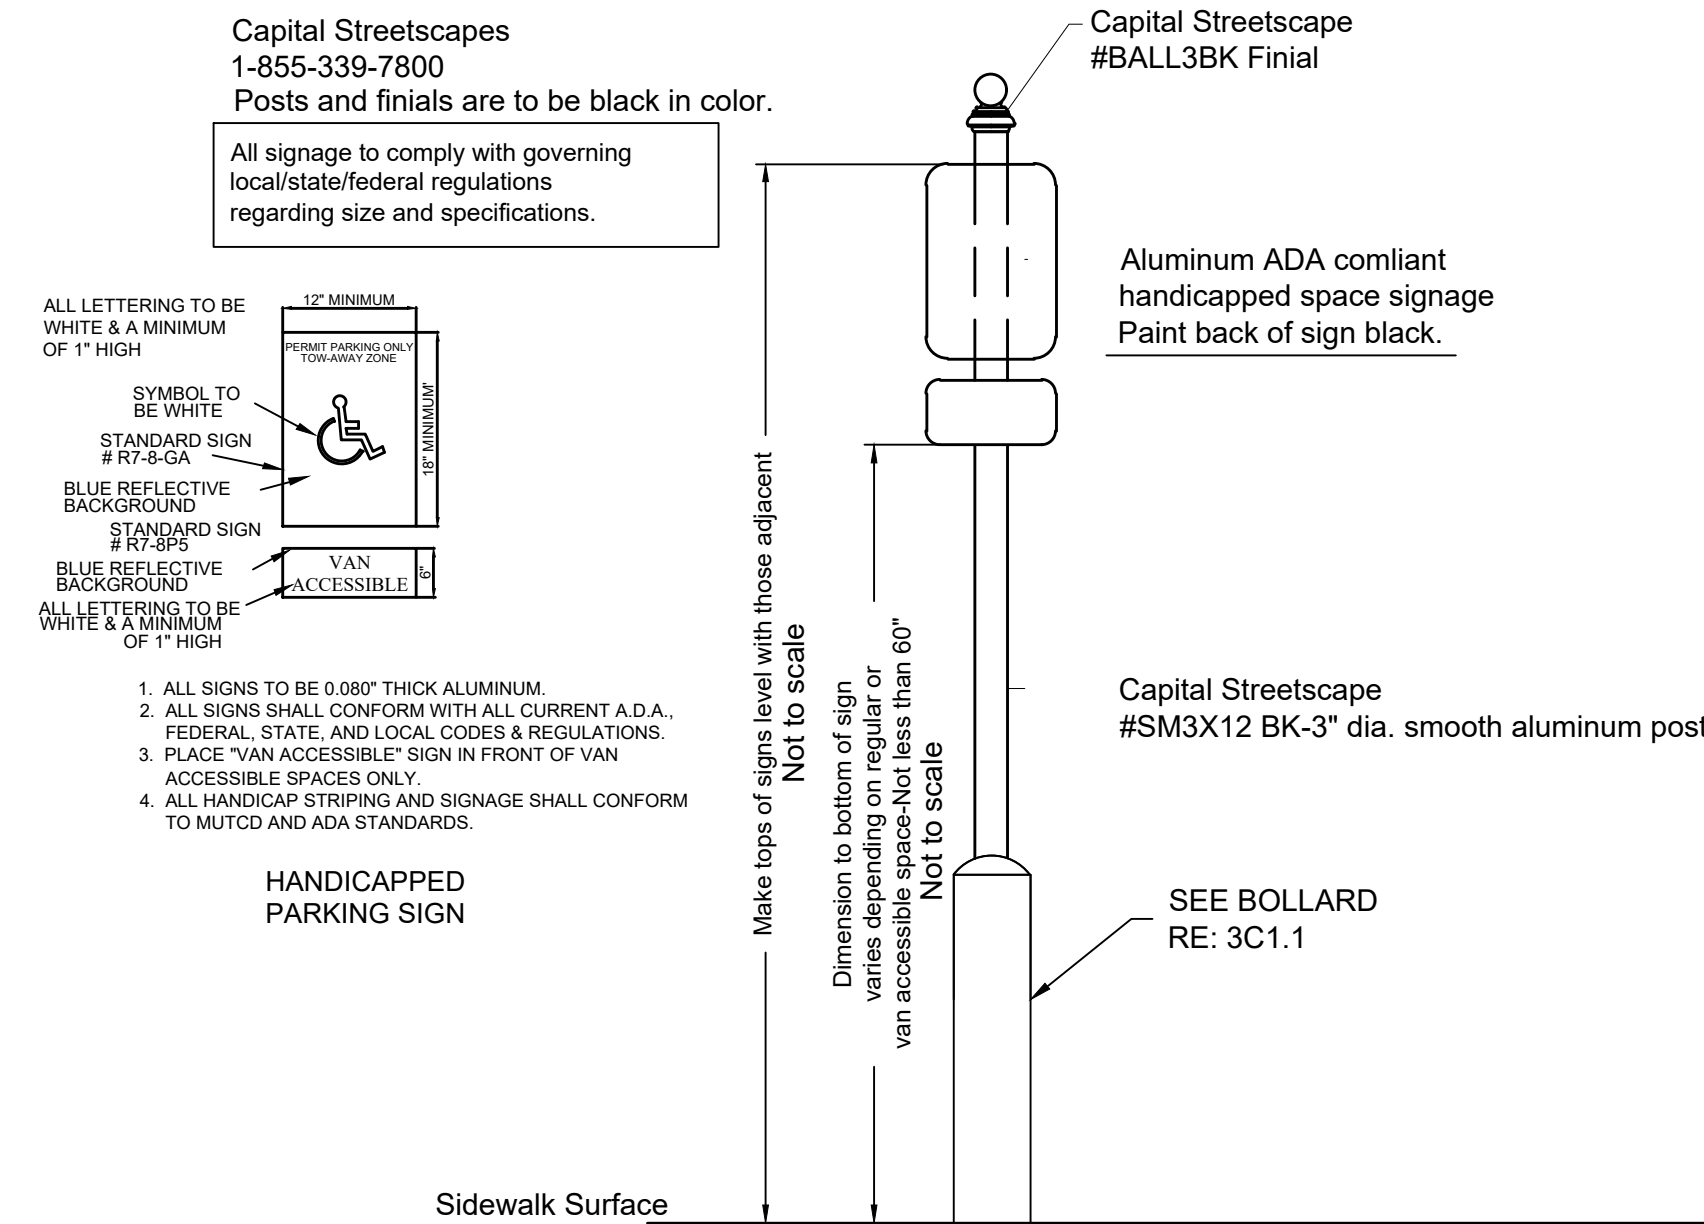 Capital Streetscapes
1-855-339-7800
Posts and finials are to be black in color.
All signage to comply with governing
local/state/federal regulations
regarding size and specifications.
Capital Streetscape
#BALL3BK Finial
Aluminum ADA comliant
handicapped space signage
Paint back of sign black.
ALL LETTERING TO BE
WHITE & A MINIMUM
OF 1" HIGH
12" MINIMUM
PERMIT PARKING ONLY
TOW-AWAY ZONE
18" MINIMUM'
SYMBOL TO
BE WHITE
STANDARD SIGN
# R7-8-GA
BLUE REFLECTIVE
BACKGROUND
STANDARD SIGN
# R7-8P5
BLUE REFLECTIVE
BACKGROUND
VAN
ACCESSIBLE
6"
ALL LETTERING TO BE
WHITE & A MINIMUM
OF 1" HIGH
1. ALL SIGNS TO BE 0.080" THICK ALUMINUM.
2. ALL SIGNS SHALL CONFORM WITH ALL CURRENT A.D.A.,
FEDERAL, STATE, AND LOCAL CODES & REGULATIONS.
3. PLACE "VAN ACCESSIBLE" SIGN IN FRONT OF VAN
ACCESSIBLE SPACES ONLY.
4. ALL HANDICAP STRIPING AND SIGNAGE SHALL CONFORM
TO MUTCD AND ADA STANDARDS.
HANDICAPPED
PARKING SIGN
Make tops of signs level with those adjacent
Not to scale
Dimension to bottom of sign
varies depending on regular or
van accessible space-Not less than 60"
Not to scale
Capital Streetscape
#SM3X12 BK-3" dia. smooth aluminum post
SEE BOLLARD
RE: 3C1.1
Sidewalk Surface